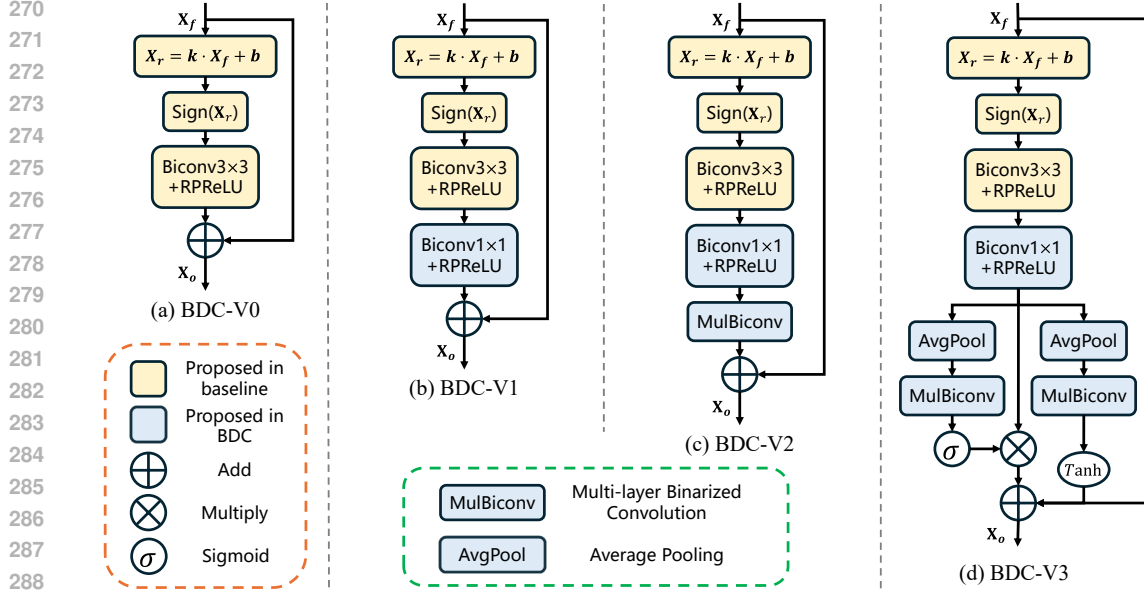 270
271
272
273
274
275
276
277
278
279
280
281
282
283
284
285
286
287
288
X_f
X_r = k · X_f + b
Sign(X_r)
Biconv3×3
+RPReLU
X_o
(a) BDC-V0
X_f
X_r = k · X_f + b
Sign(X_r)
Biconv3×3
+RPReLU
Biconv1×1
+RPReLU
X_o
(b) BDC-V1
X_f
X_r = k · X_f + b
Sign(X_r)
Biconv3×3
+RPReLU
Biconv1×1
+RPReLU
MulBiconv
X_o
(c) BDC-V2
X_f
X_r = k · X_f + b
Sign(X_r)
Biconv3×3
+RPReLU
Biconv1×1
+RPReLU
AvgPool
AvgPool
MulBiconv
MulBiconv
σ
Tanh
X_o
(d) BDC-V3
Proposed in
baseline
Proposed in
BDC
Add
Multiply
σ Sigmoid
MulBiconv
Multi-layer Binarized
Convolution
AvgPool
Average Pooling